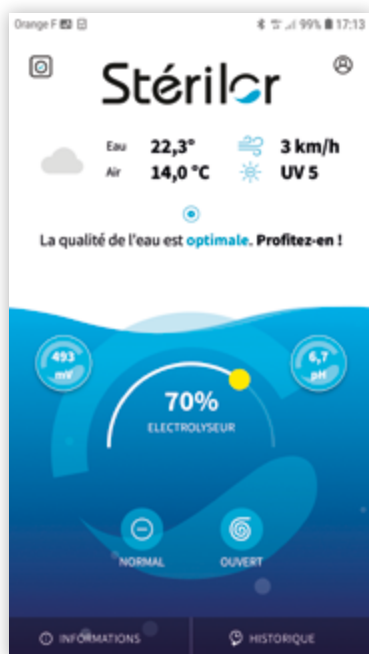 Orange F
99% 17:13
Stérilor
Eau 22,3° 3 km/h
Air 14,0 °C UV 5
La qualité de l'eau est optimale. Profitez-en !
493 mV
6,7 pH
70%
ELECTROLYSEUR
NORMAL OUVERT
INFORMATIONS HISTORIQUE